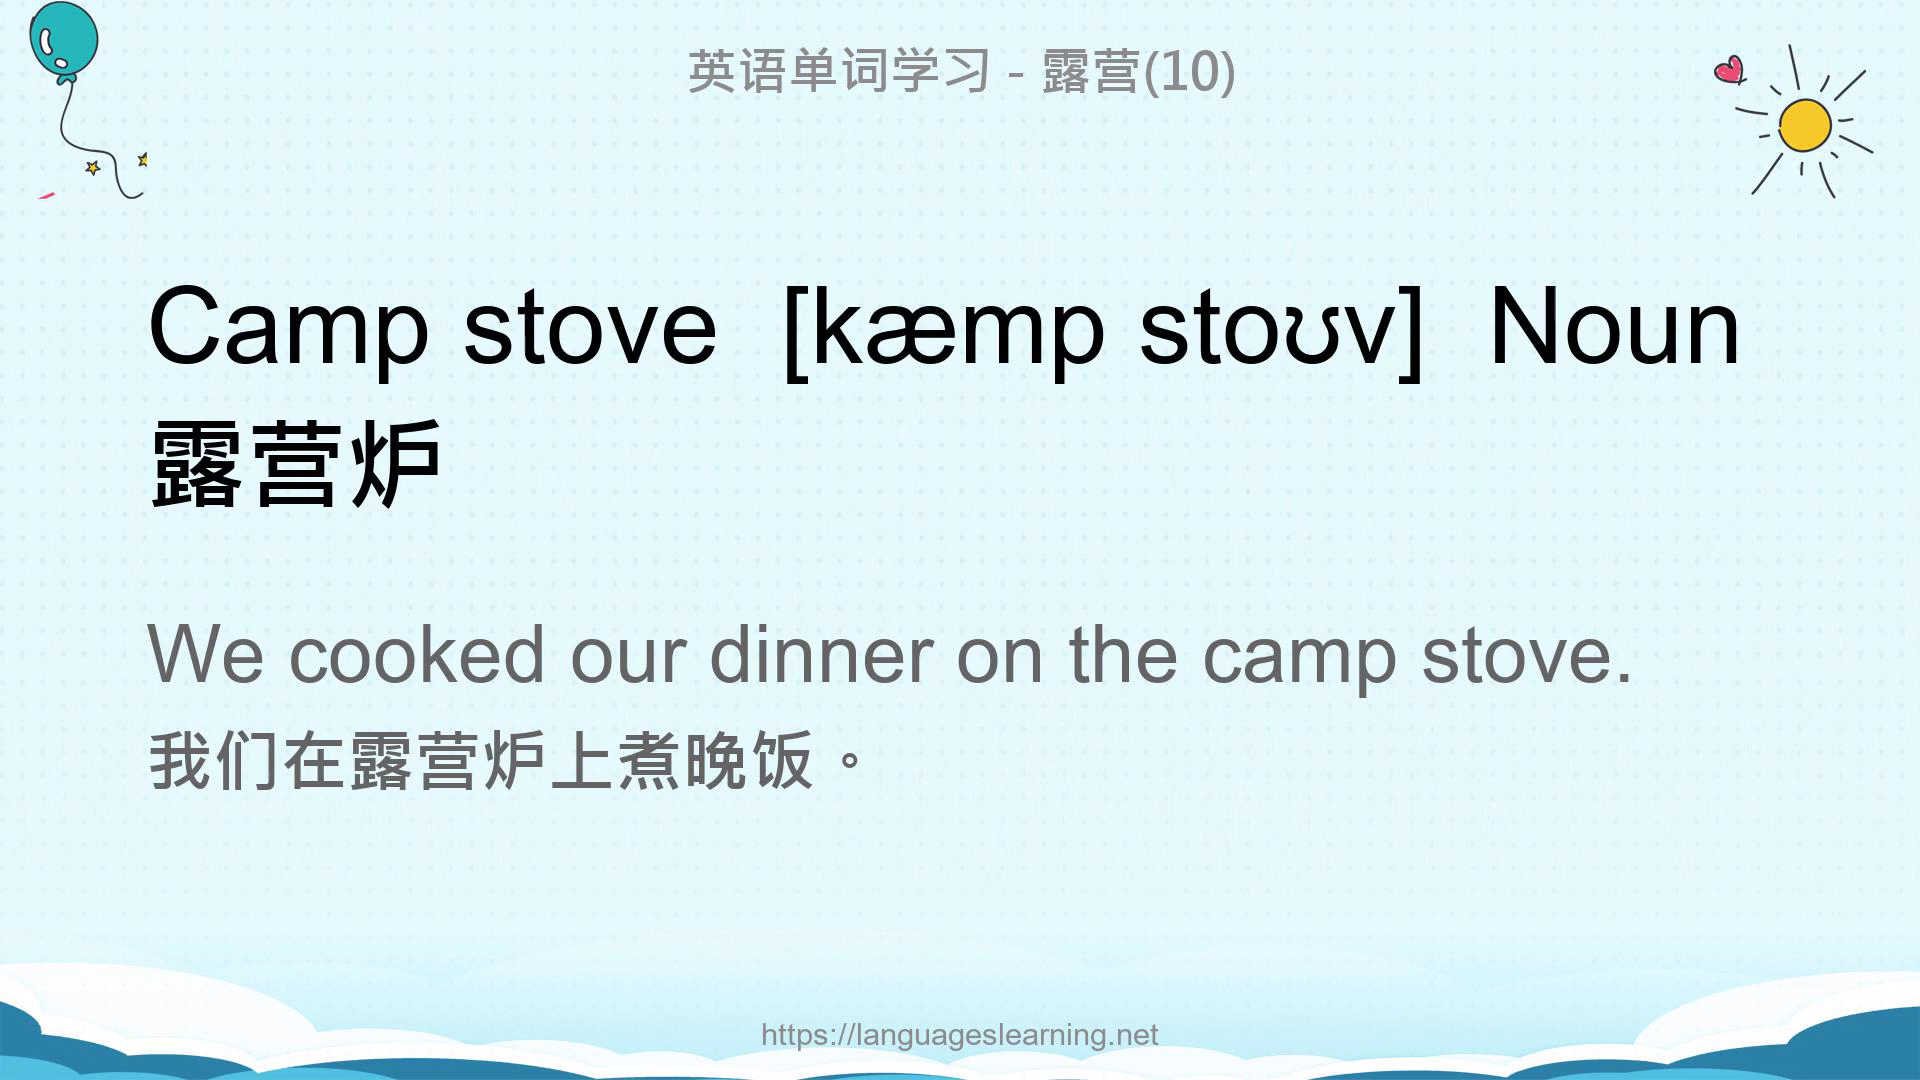 英语单词学习 - 露营(10)
Camp stove [kæmp stoʊv] Noun
露营炉
We cooked our dinner on the camp stove.
我们在露营炉上煮晚饭。
https://languageslearning.net